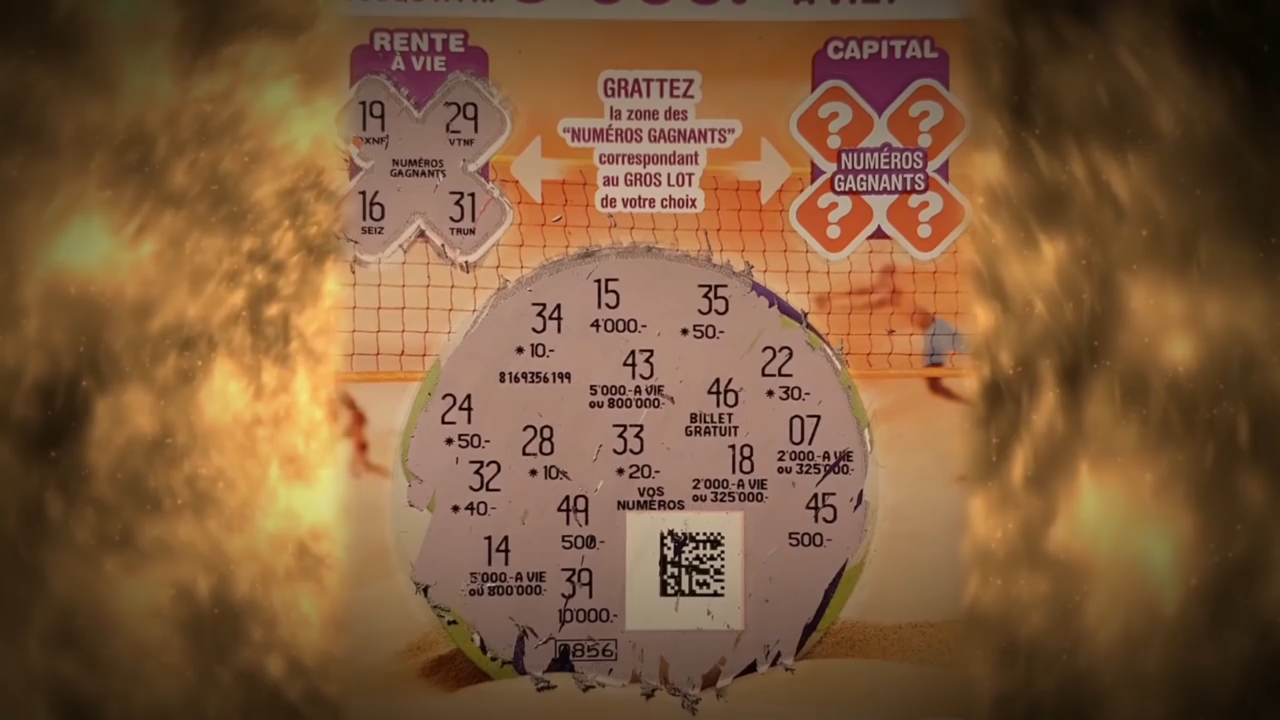 RENTE
À VIE
19
29
VTNF
NUMÉROS
GAGNANTS
16
SEIZ
31
TRUN
GRATTEZ
la zone des
“NUMÉROS GAGNANTS”
correspondant
au GROS LOT
de votre choix
CAPITAL
? ?
NUMÉROS
GAGNANTS
? ?
34
*10.-
15
4'000.-
35
*50.-
8169356199
43
5'000.-A VIE
ou 800'000.-
22
*30.-
46
BILLET
GRATUIT
24
*50.-
28
*10.-
33
*20.-
07
2'000.-A VIE
ou 325'000.-
18
2'000.-A VIE
ou 325'000.-
32
*40.-
VOS
NUMÉROS
500.-
45
500.-
14
5'000.-A VIE
ou 800'000.-
39
10'000.-